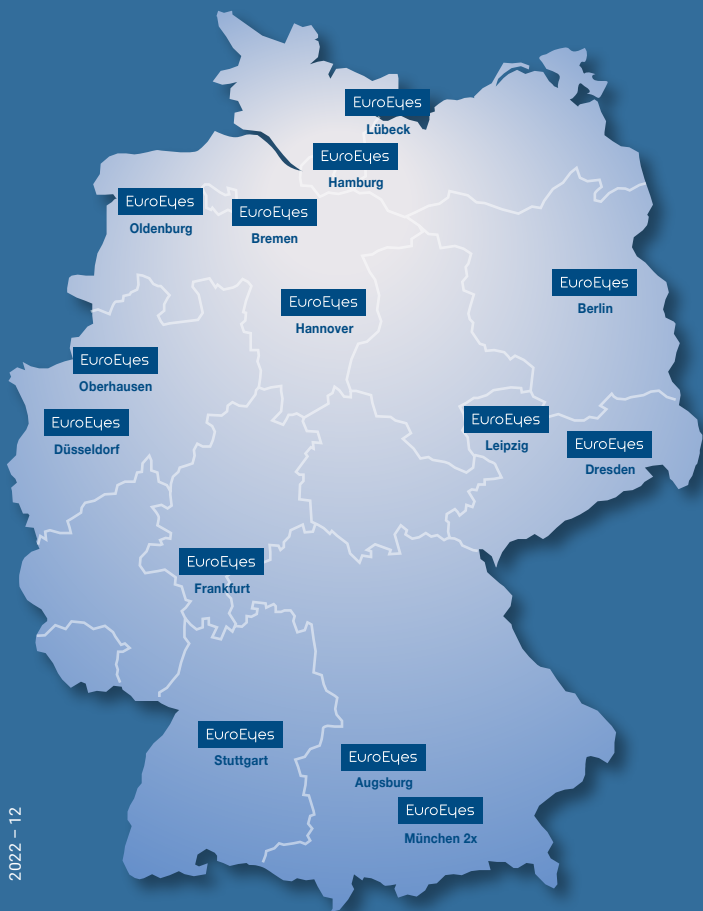 EuroEyes
Lübeck
EuroEyes
Hamburg
EuroEyes
Oldenburg
EuroEyes
Bremen
EuroEyes
Berlin
EuroEyes
Hannover
EuroEyes
Oberhausen
EuroEyes
Düsseldorf
EuroEyes
Leipzig
EuroEyes
Dresden
EuroEyes
Frankfurt
EuroEyes
Stuttgart
EuroEyes
Augsburg
EuroEyes
München 2x
2022 – 12